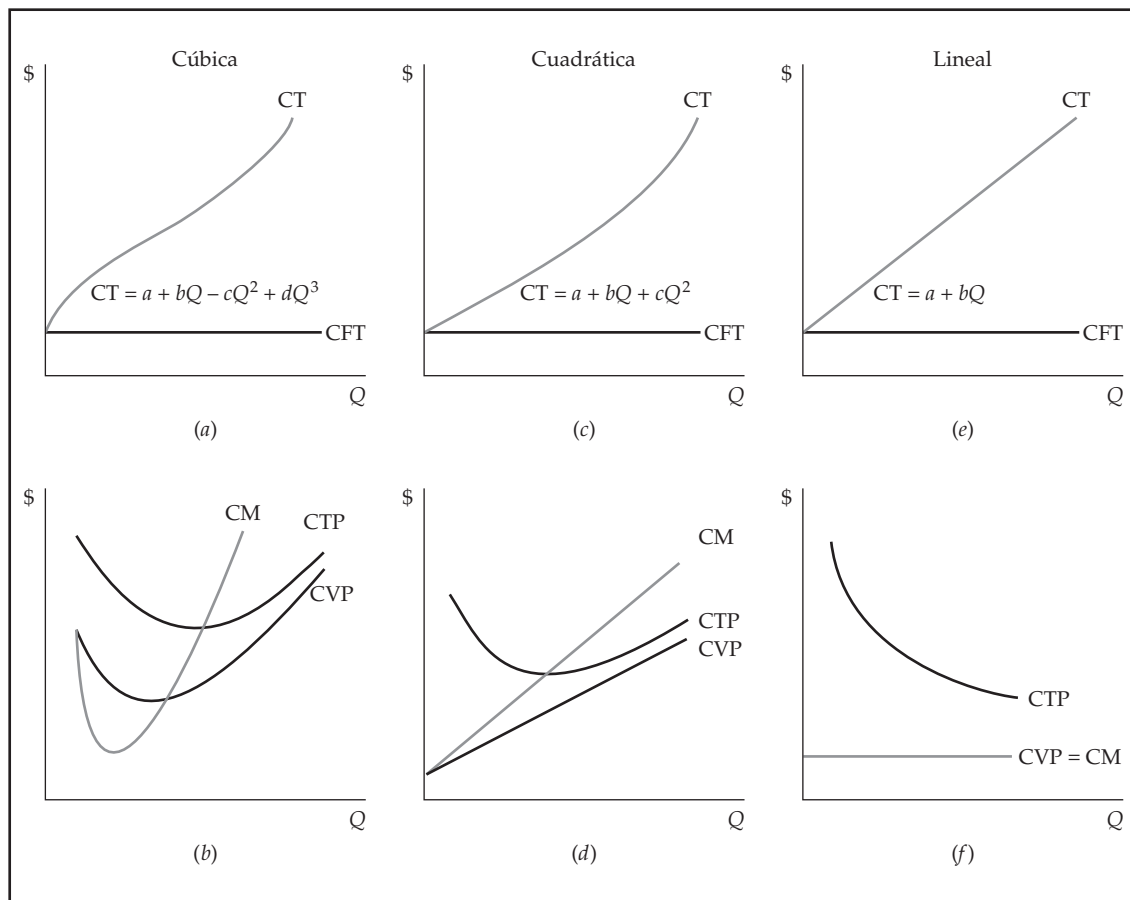 Cúbica
$
CT
CT = a + bQ – cQ² + dQ³
CFT
Q
(a)
Cuadrática
$
CT
CT = a + bQ + cQ²
CFT
Q
(c)
Lineal
$
CT
CT = a + bQ
CFT
Q
(e)
$
CM
CTP
CVP
Q
(b)
$
CM
CTP
CVP
Q
(d)
$
CTP
CVP = CM
Q
(f)